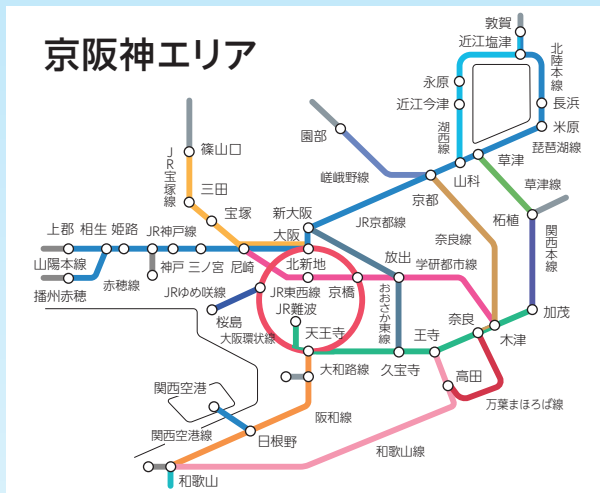 京阪神エリア
敦賀
近江塩津
北陸本線
永原
近江今津
湖西線
長浜
米原
琵琶湖線
園部
嵯峨野線
京都
山科
草津
草津線
柘植
関西本線
JR宝塚線
篠山口
三田
宝塚
新大阪
大阪
JR京都線
奈良線
上郡
相生
姫路
JR神戸線
山陽本線
播州赤穂
赤穂線
神戸
三ノ宮
尼崎
北新地
JR東西線
京橋
放出
学研都市線
おおさか東線
JRゆめ咲線
桜島
JR難波
大阪環状線
天王寺
大和路線
久宝寺
王寺
奈良
木津
加茂
高田
万葉まほろば線
関西空港
関西空港線
日根野
阪和線
和歌山線
和歌山